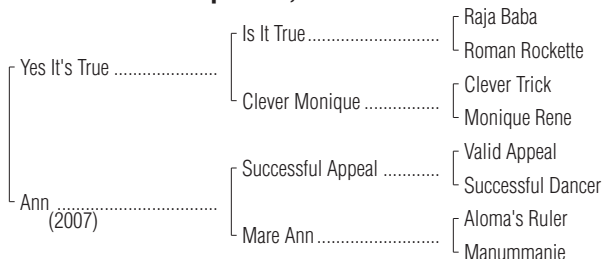 Raja Baba
Is It True
Roman Rockette
Yes It's True
Clever Trick
Clever Monique
Monique Rene
Valid Appeal
Successful Appeal
Successful Dancer
Ann
(2007)
Aloma's Ruler
Mare Ann
Manummanie